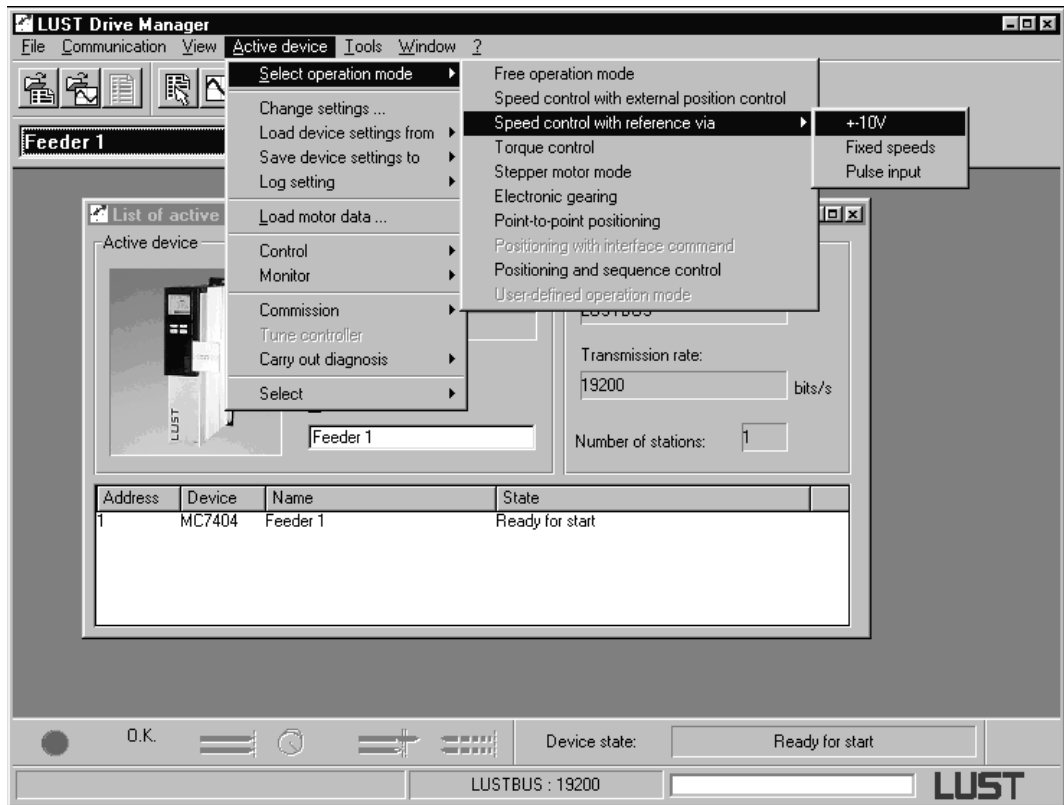 LUST Drive Manager
File Communication View Active device Tools Window ?
Feeder 1
Select operation mode
Change settings ...
Load device settings from
Save device settings to
Log setting
Load motor data ...
Control
Monitor
Commission
Tune controller
Carry out diagnosis
Select
Free operation mode
Speed control with external position control
Speed control with reference via
Torque control
Stepper motor mode
Electronic gearing
Point-to-point positioning
Positioning with interface command
Positioning and sequence control
User-defined operation mode
+-10V
Fixed speeds
Pulse input
List of active
Active device
LUST
Feeder 1
LUSTBUS
Transmission rate:
19200 bits/s
Number of stations: 1
Address Device Name State
1 MC7404 Feeder 1 Ready for start
O.K. Device state: Ready for start
LUSTBUS : 19200 LUST